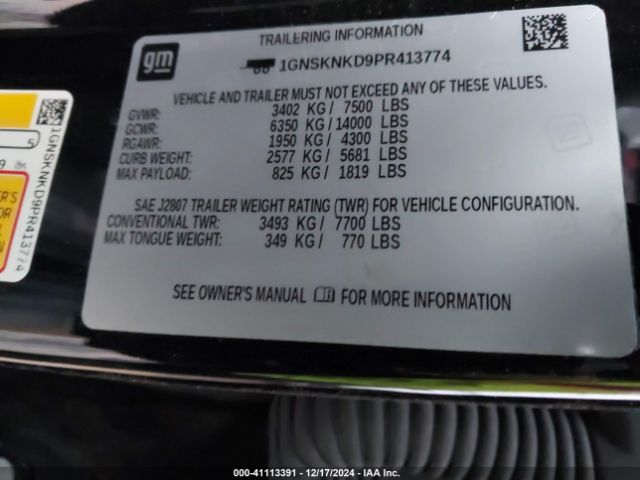 TRAILERING INFORMATION
gm
1GNSKNKD9PR413774
VEHICLE AND TRAILER MUST NOT EXCEED ANY OF THESE VALUES.
GVWR: 3402 KG / 7500 LBS
GCWR: 6350 KG / 14000 LBS
RGAWR: 1950 KG / 4300 LBS
CURB WEIGHT: 2577 KG / 5681 LBS
MAX PAYLOAD: 825 KG / 1819 LBS
SAE J2807 TRAILER WEIGHT RATING (TWR) FOR VEHICLE CONFIGURATION.
CONVENTIONAL TWR: 3493 KG / 7700 LBS
MAX TONGUE WEIGHT: 349 KG / 770 LBS
SEE OWNER'S MANUAL FOR MORE INFORMATION
5
9
1GNSKNKD9PR413774
000-41113391 - 12/17/2024 - IAA Inc.